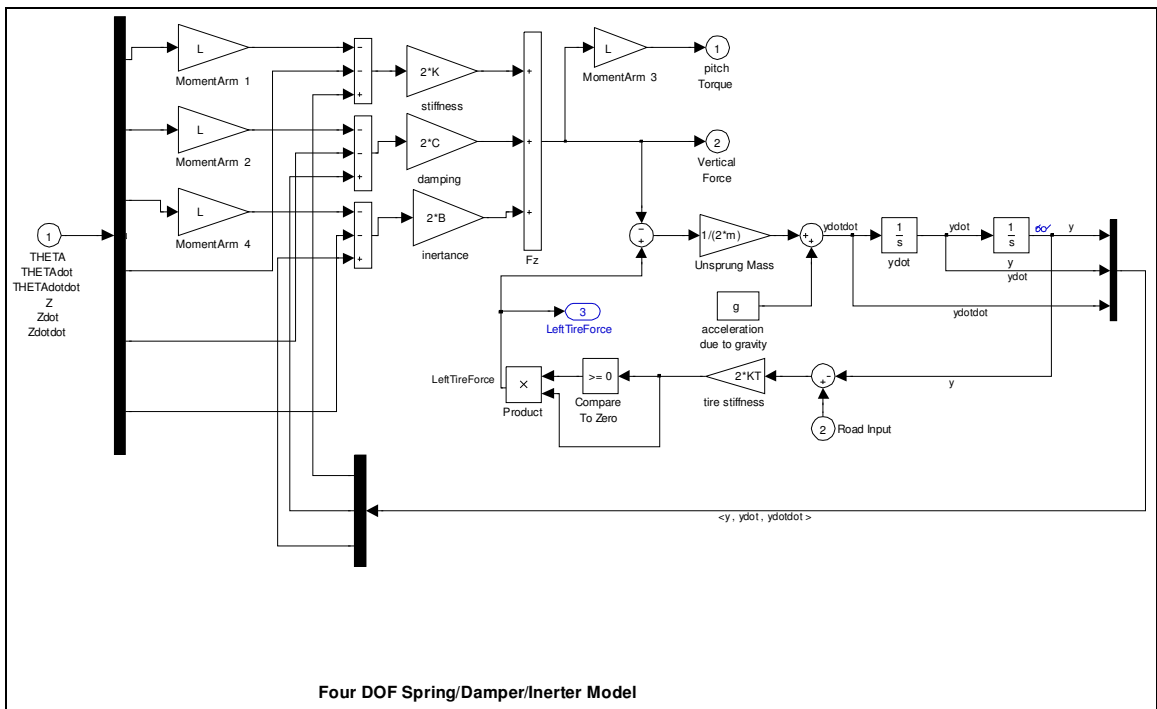 L
MomentArm 1
L
MomentArm 2
L
MomentArm 4
1
THETA
THETAdot
THETAdotdot
Z
Zdot
Zdotdot
−
−
+
−
−
+
−
−
+
2*K
stiffness
2*C
damping
2*B
inertance
+
+
+
Fz
L
MomentArm 3
1
pitch
Torque
2
Vertical
Force
−
+
1/(2*m)
Unsprung Mass
+
+
ydotdot
1
s
ydot
ydot
1
s
y
y
ydot
ydotdot
g
acceleration
due to gravity
3
LeftTireForce
LeftTireForce
×
Product
>= 0
Compare
To Zero
2*KT
tire stiffness
-
+
y
2
Road Input
<y , ydot , ydotdot >
Four DOF Spring/Damper/Inerter Model